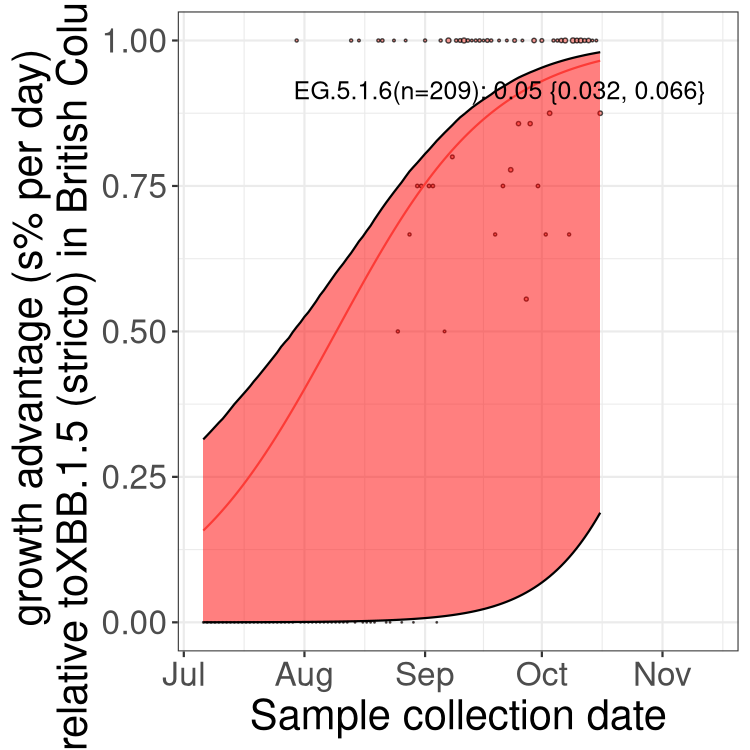 growth advantage (s% per day)
relative toXBB.1.5 (stricto) in British Colu
1.00
0.75
0.50
0.25
0.00
EG.5.1.6(n=209): 0.05 {0.032, 0.066}
Jul Aug Sep Oct Nov
Sample collection date